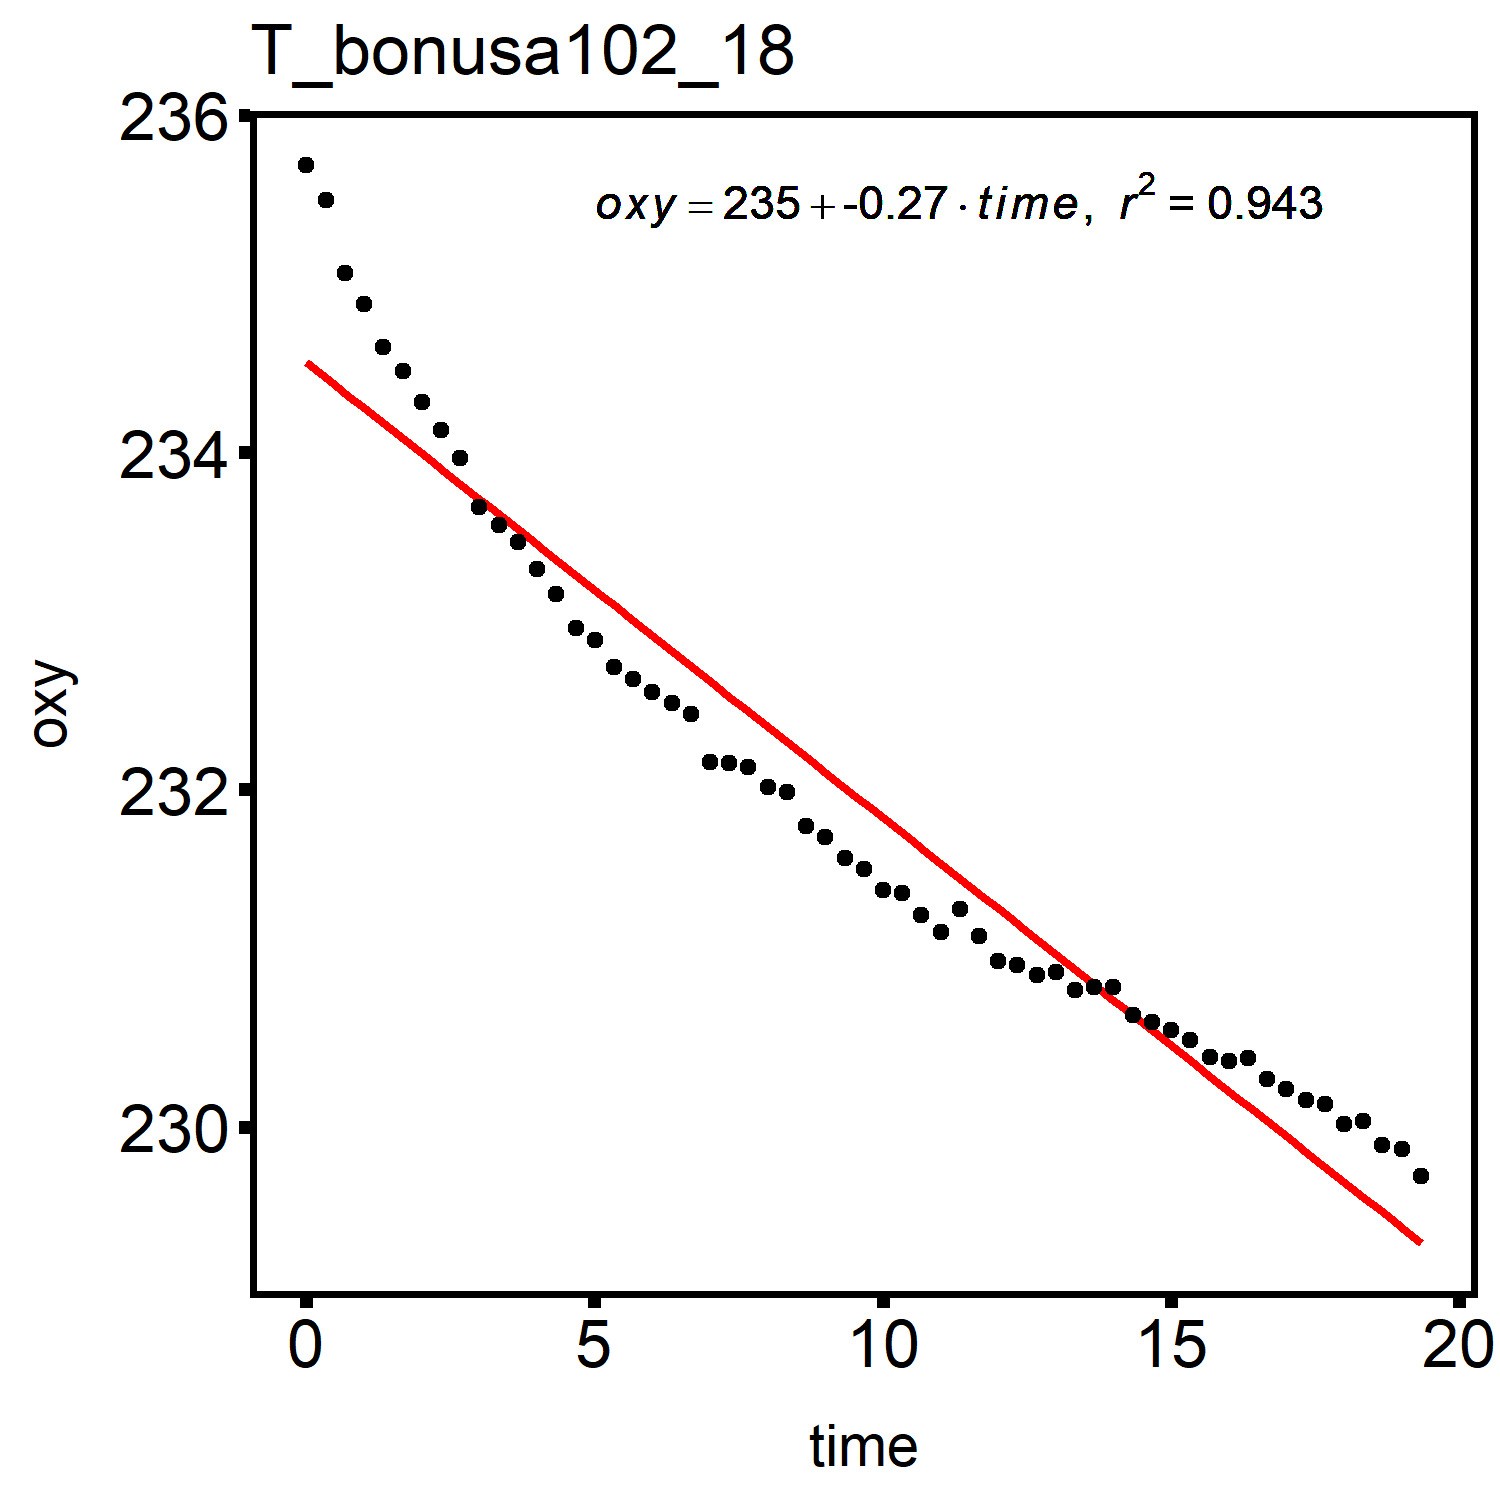 T_bonusa102_18
236
oxy = 235 + -0.27 · time, r² = 0.943
234
232
230
oxy
0 5 10 15 20
time